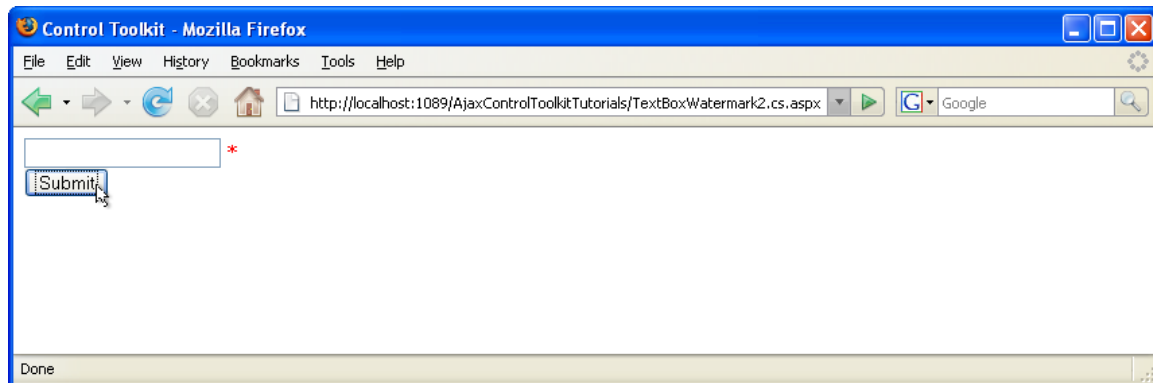 Control Toolkit - Mozilla Firefox
File Edit View History Bookmarks Tools Help
http://localhost:1089/AjaxControlToolkitTutorials/TextBoxWatermark2.cs.aspx G Google
*
Submit
Done